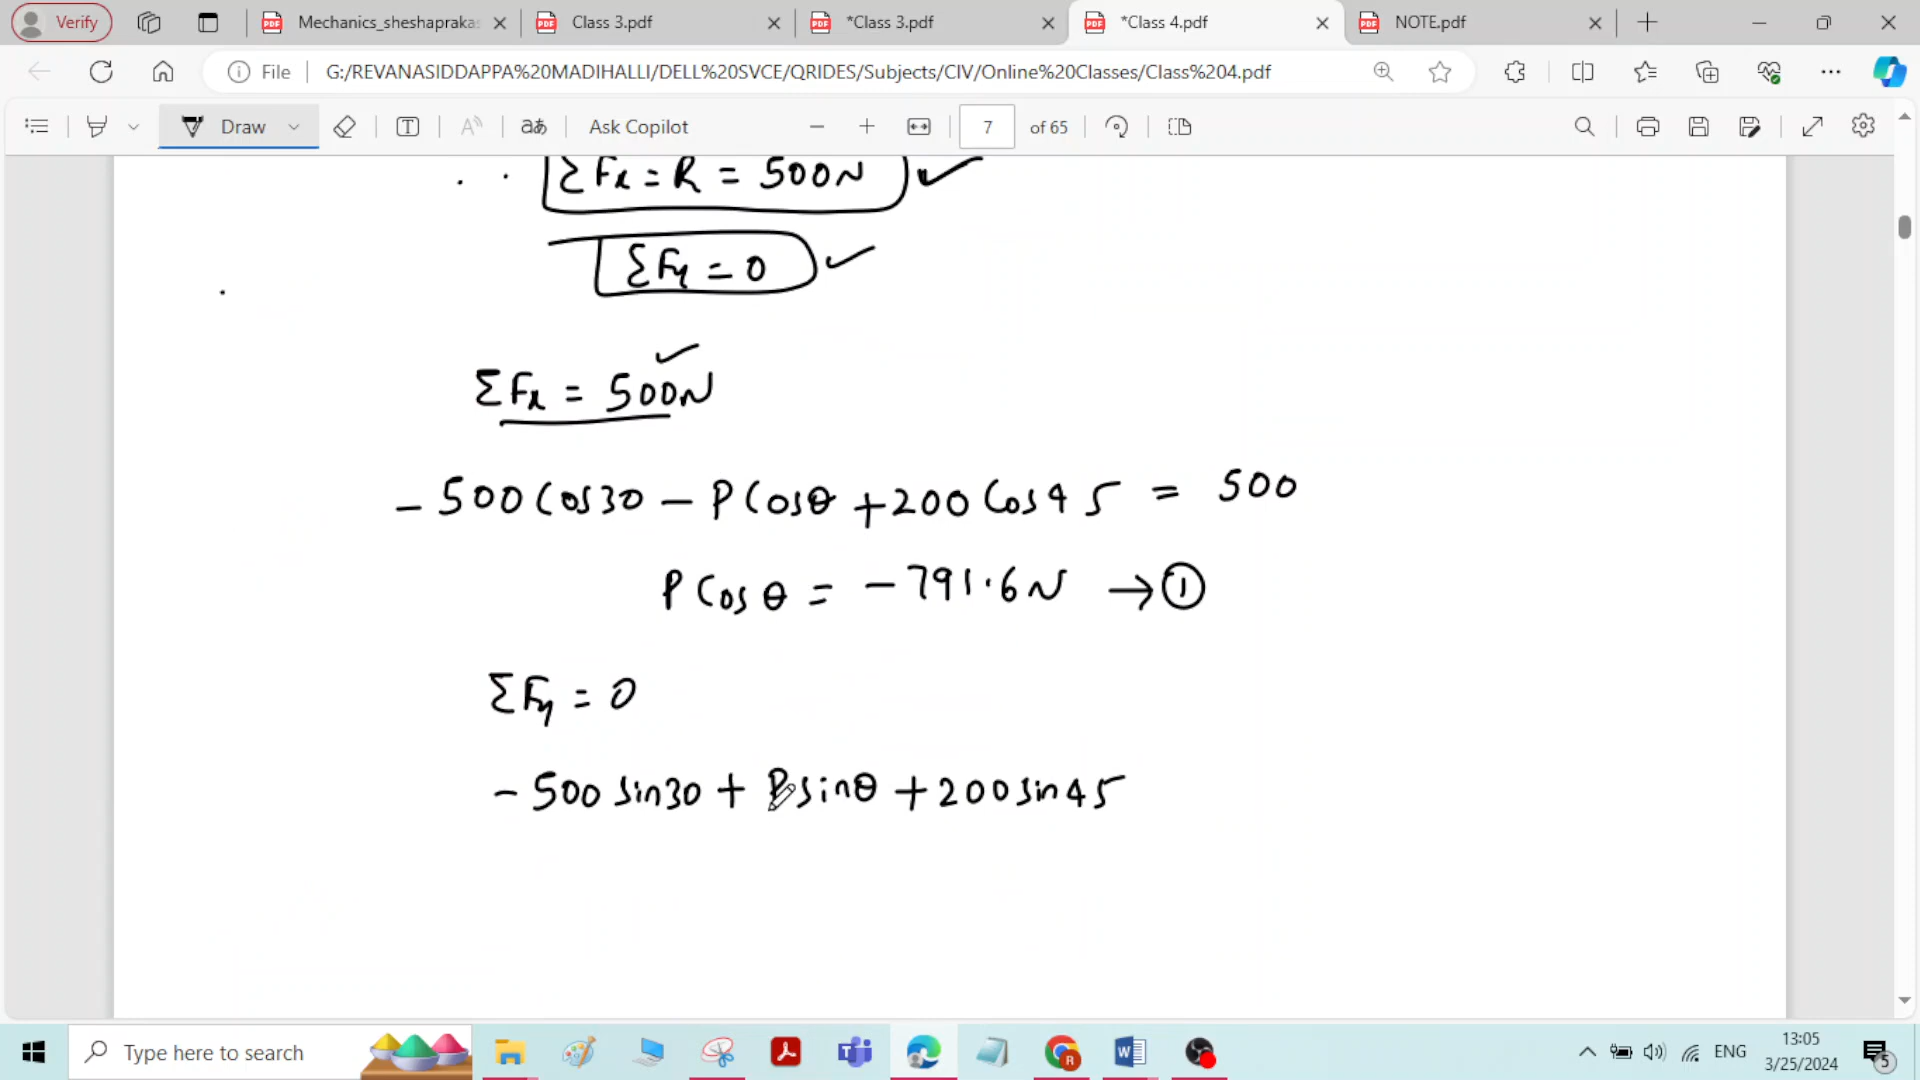 Verify
Mechanics_sheshapraka
Class 3.pdf
*Class 3.pdf
*Class 4.pdf
NOTE.pdf
File
G:/REVANASIDDAPPA%20MADIHALLI/DELL%20SVCE/QRIDES/Subjects/CIV/Online%20Classes/Class%204.pdf
Draw
Ask Copilot
7
of 65
ΣFx = R = 500N
ΣFy = 0
ΣFx = 500N
- 500 Cos30 - P Cosθ + 200 Cos45 = 500
P Cosθ = - 791.6 N → ①
ΣFy = 0
- 500 sin30 + P sinθ + 200 sin45
Type here to search
ENG
13:05
3/25/2024
5